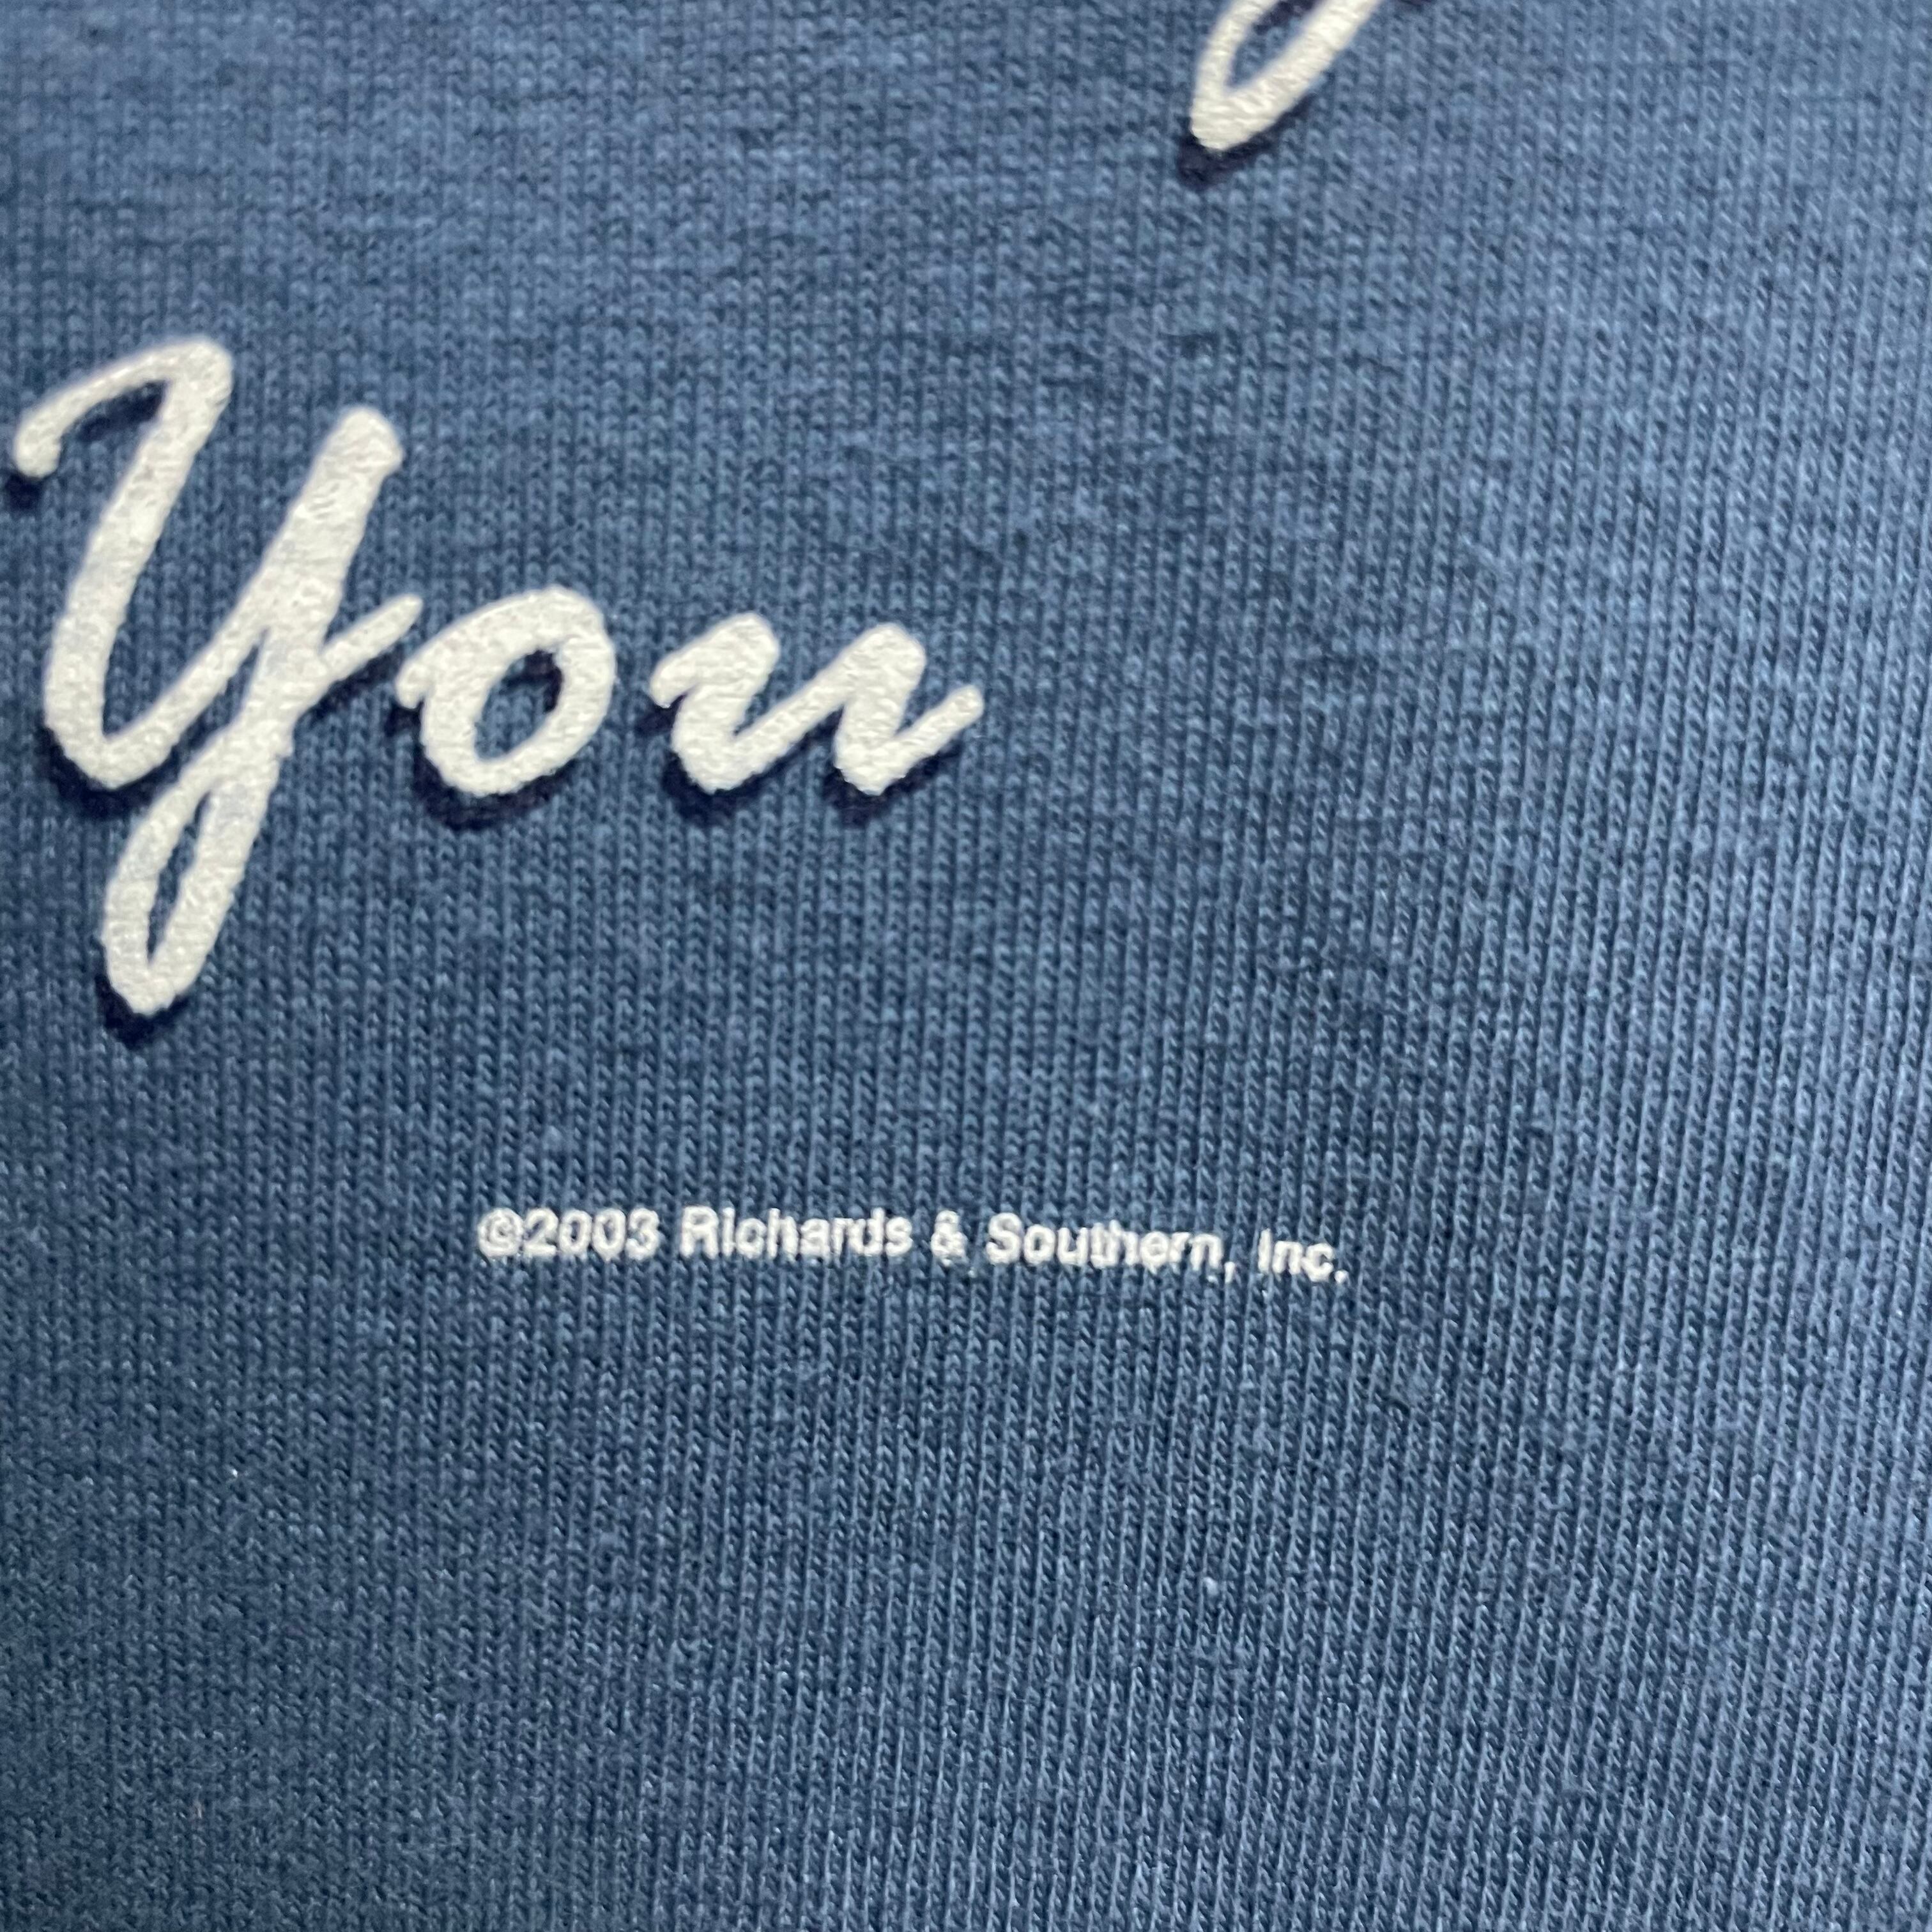 You
©2003 Richards & Southern, Inc.